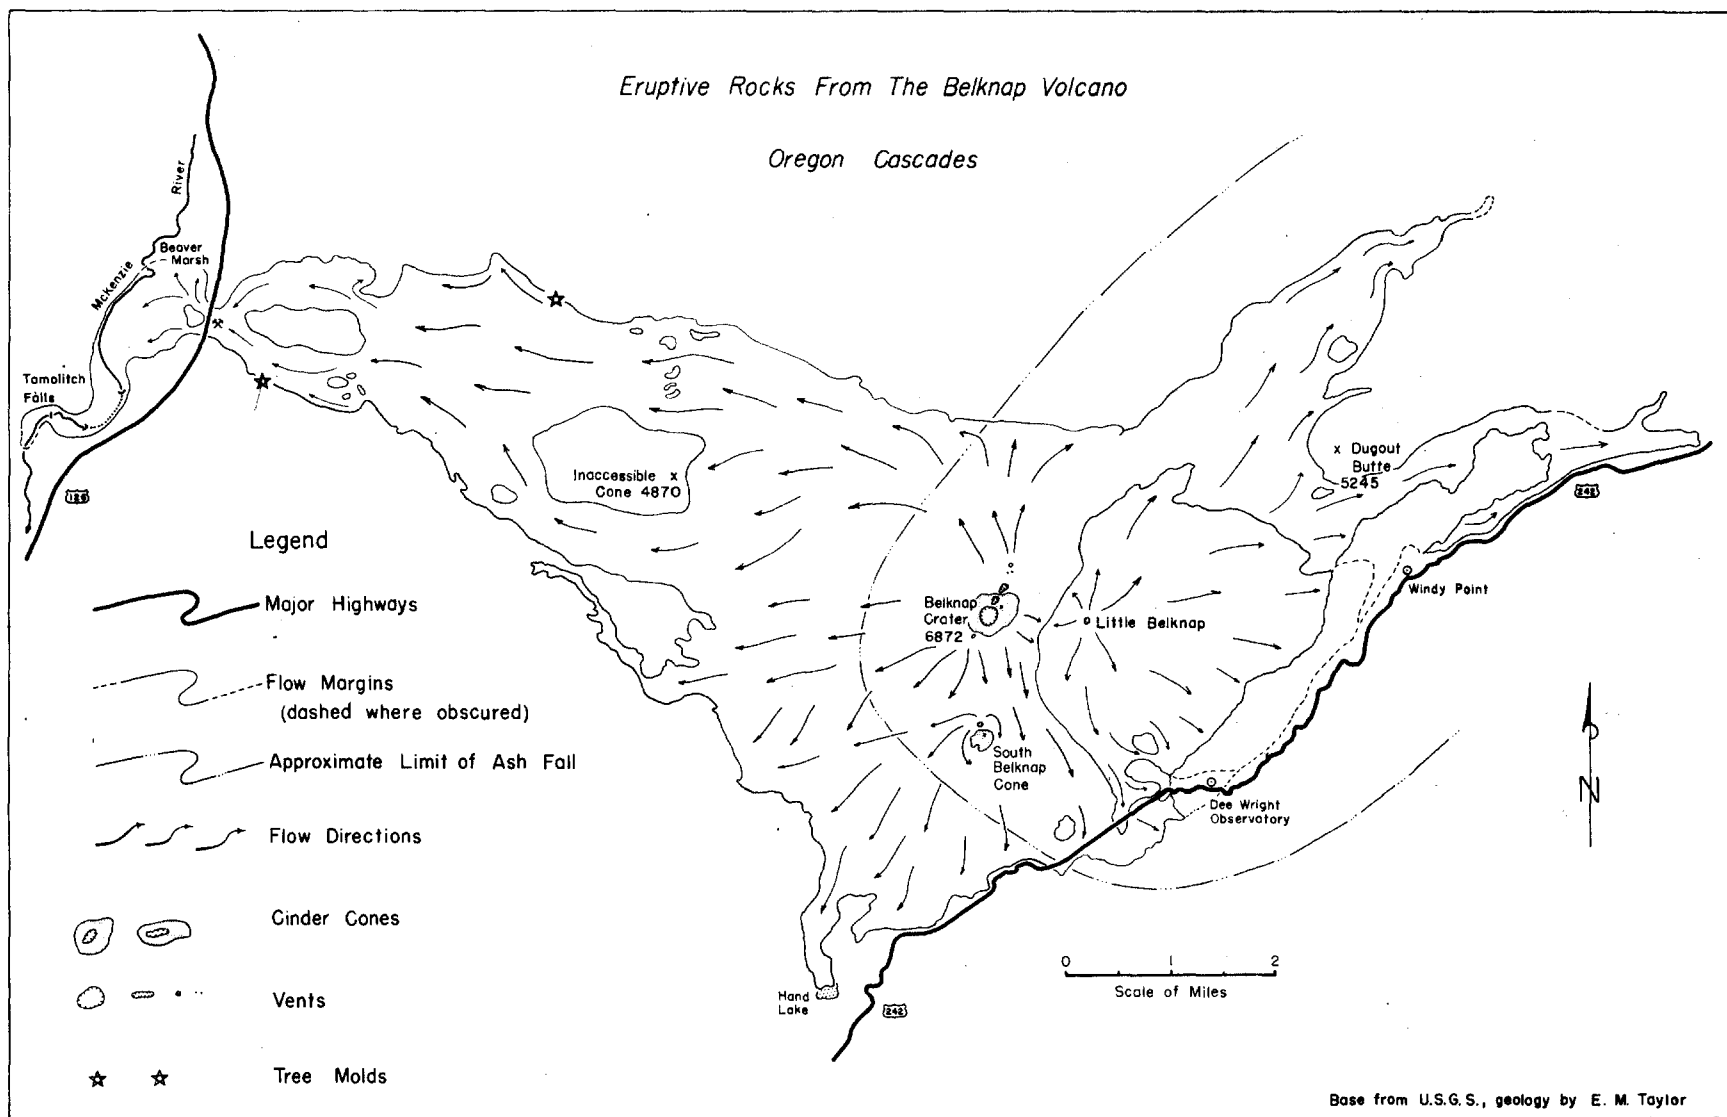 Eruptive Rocks From The Belknap Volcano
Oregon Cascades
River
Beaver
Marsh
McKenzie
Tamolitch
Falls
126
Inaccessible x
Cone 4870
x Dugout
Butte
5245
242
Windy Point
Belknap
Crater
6872
Little Belknap
South
Belknap
Cone
Dee Wright
Observatory
Hand
Lake
242
Legend
Major Highways
Flow Margins
(dashed where obscured)
Approximate Limit of Ash Fall
Flow Directions
Cinder Cones
Vents
Tree Molds
N
0 1 2
Scale of Miles
Base from U.S.G.S., geology by E. M. Taylor